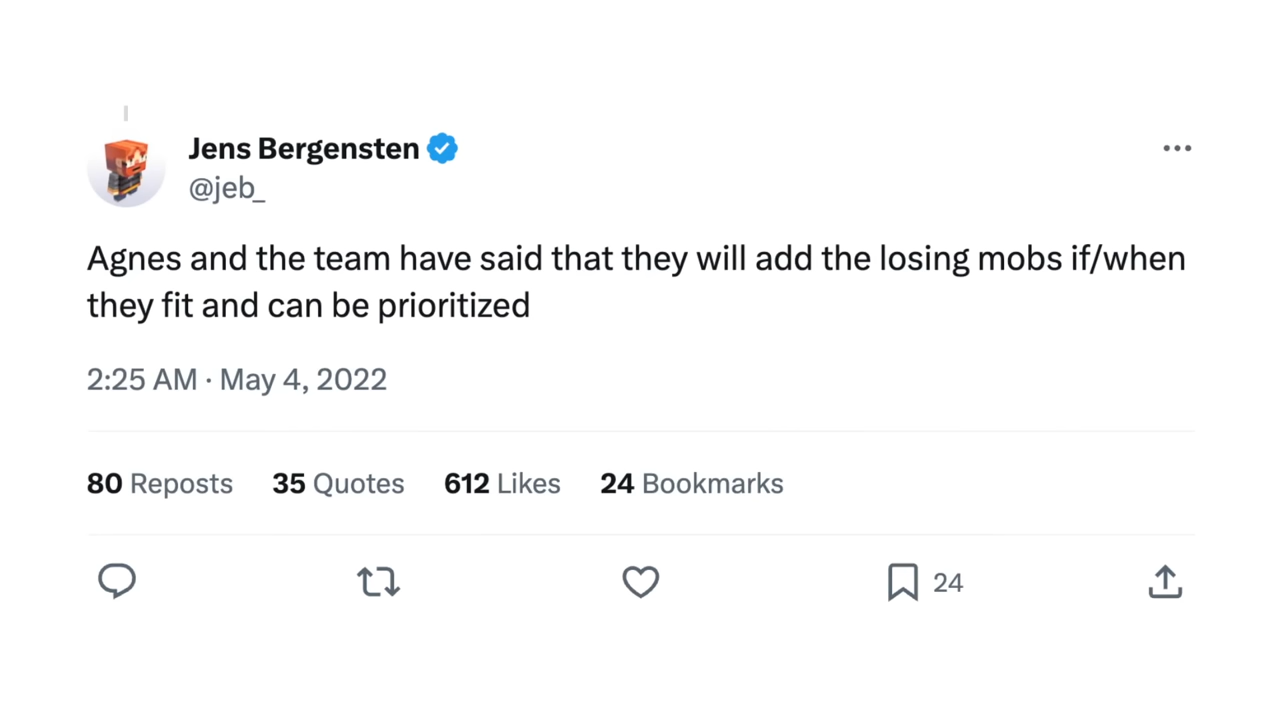 Jens Bergensten
@jeb_
Agnes and the team have said that they will add the losing mobs if/when
they fit and can be prioritized
2:25 AM · May 4, 2022
80 Reposts 35 Quotes 612 Likes 24 Bookmarks
24